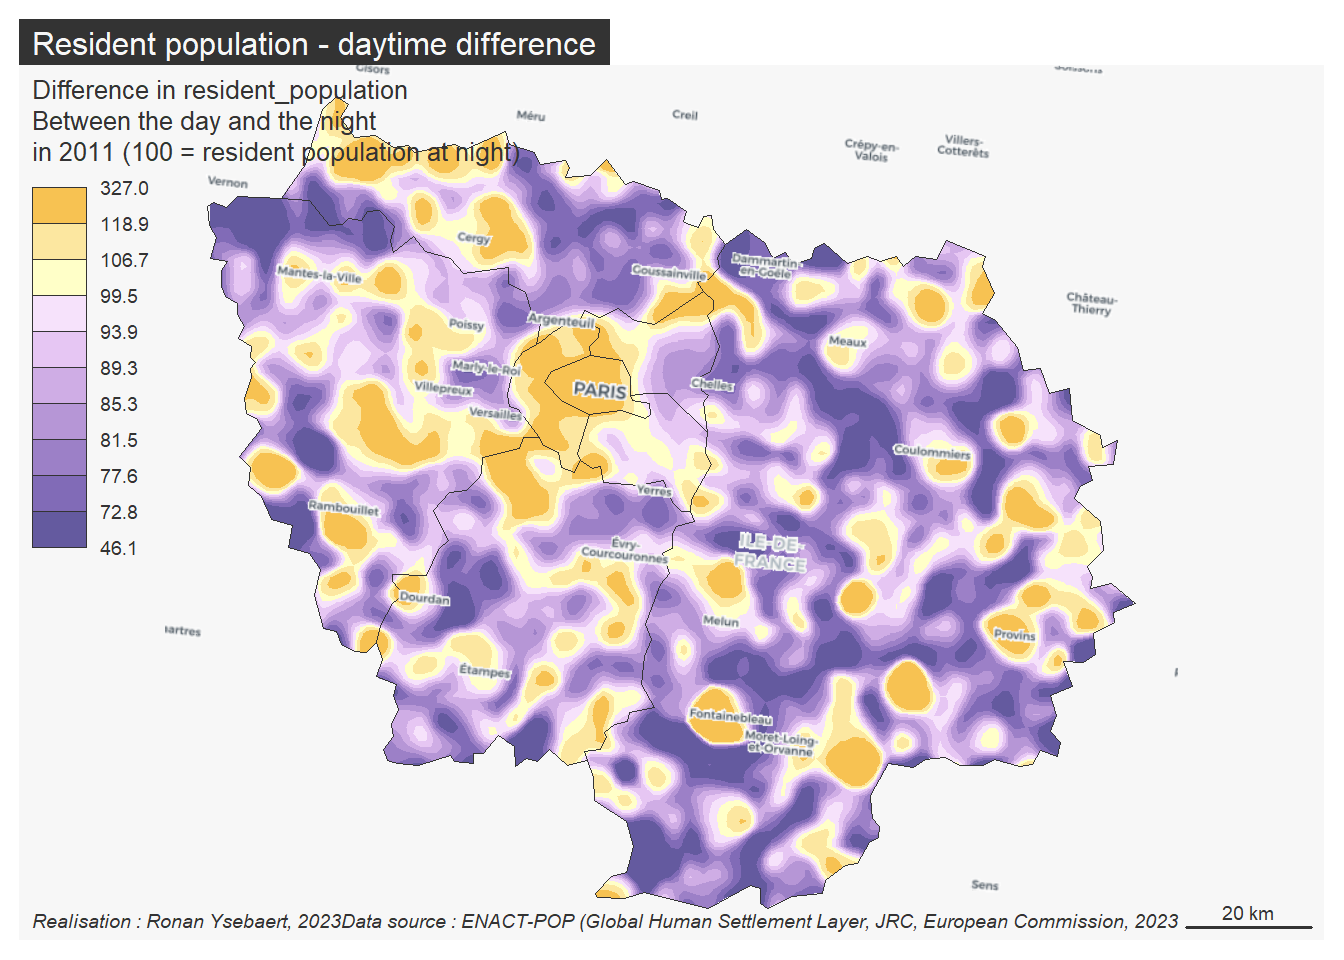 Resident population - daytime difference
Gisors
Difference in resident_population
Between the day and the night
in 2011 (100 = resident population at night)
327.0
118.9
106.7
99.5
93.9
89.3
85.3
81.5
77.6
72.8
46.1
Méru
Creil
Crépy-en-
Valois
Villers-
Cotterêts
Vernon
Cergy
Mantes-la-Ville
Goussainville
Dammartin-
en-Goële
Château-
Thierry
Poissy
Argenteuil
Meaux
Marly-le-Roi
Villepreux
PARIS
Chelles
Versailles
Coulommiers
Yerres
Rambouillet
ILE-DE-
FRANCE
Évry-
Courcouronnes
Dourdan
Melun
artres
Provins
Étampes
Fontainebleau
Moret-Loing-
et-Orvanne
Sens
20 km
Realisation : Ronan Ysebaert, 2023Data source : ENACT-POP (Global Human Settlement Layer, JRC, European Commission, 2023